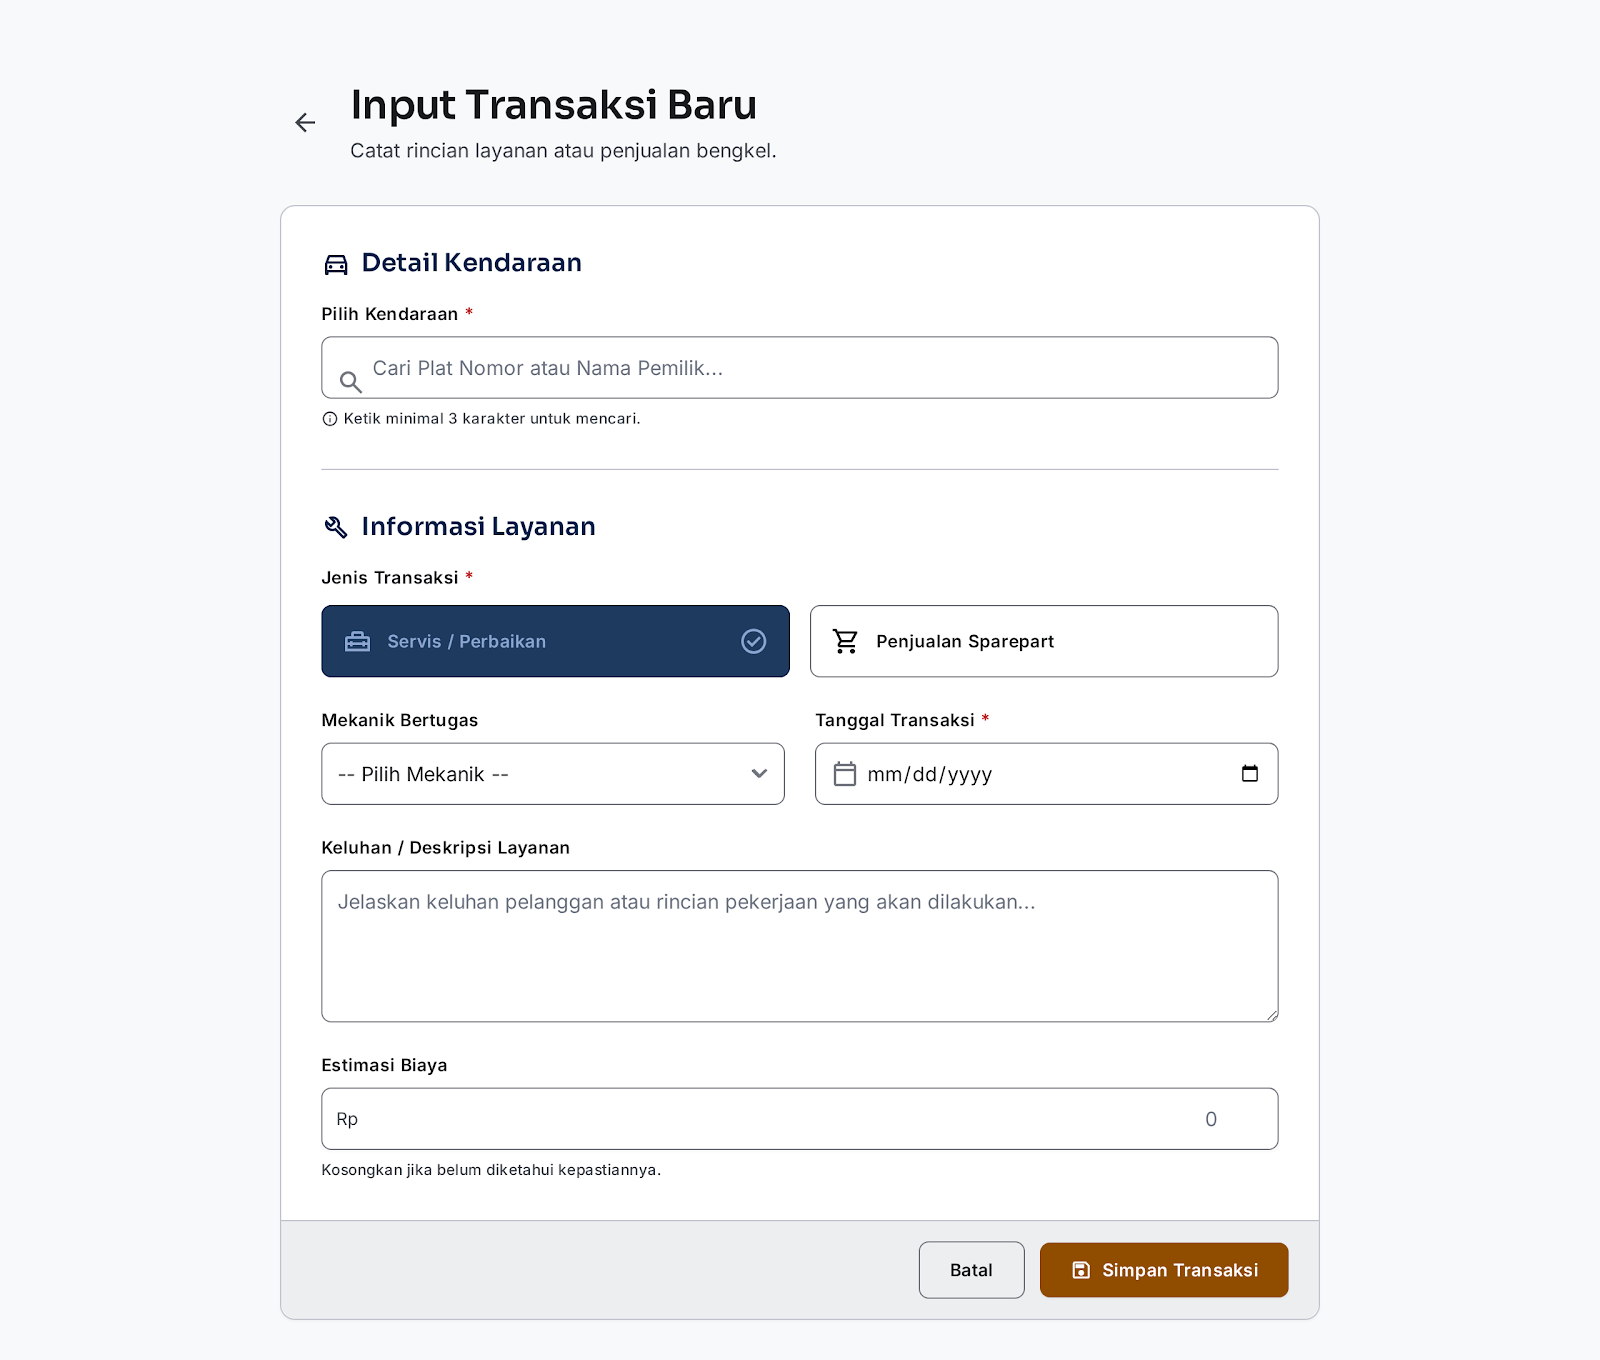 Input Transaksi Baru
Catat rincian layanan atau penjualan bengkel.
Detail Kendaraan
Pilih Kendaraan *
Cari Plat Nomor atau Nama Pemilik...
Ketik minimal 3 karakter untuk mencari.
Informasi Layanan
Jenis Transaksi *
Servis / Perbaikan
Penjualan Sparepart
Mekanik Bertugas
Tanggal Transaksi *
-- Pilih Mekanik --
mm/dd/yyyy
Keluhan / Deskripsi Layanan
Jelaskan keluhan pelanggan atau rincian pekerjaan yang akan dilakukan...
Estimasi Biaya
Rp 0
Kosongkan jika belum diketahui kepastiannya.
Batal
Simpan Transaksi